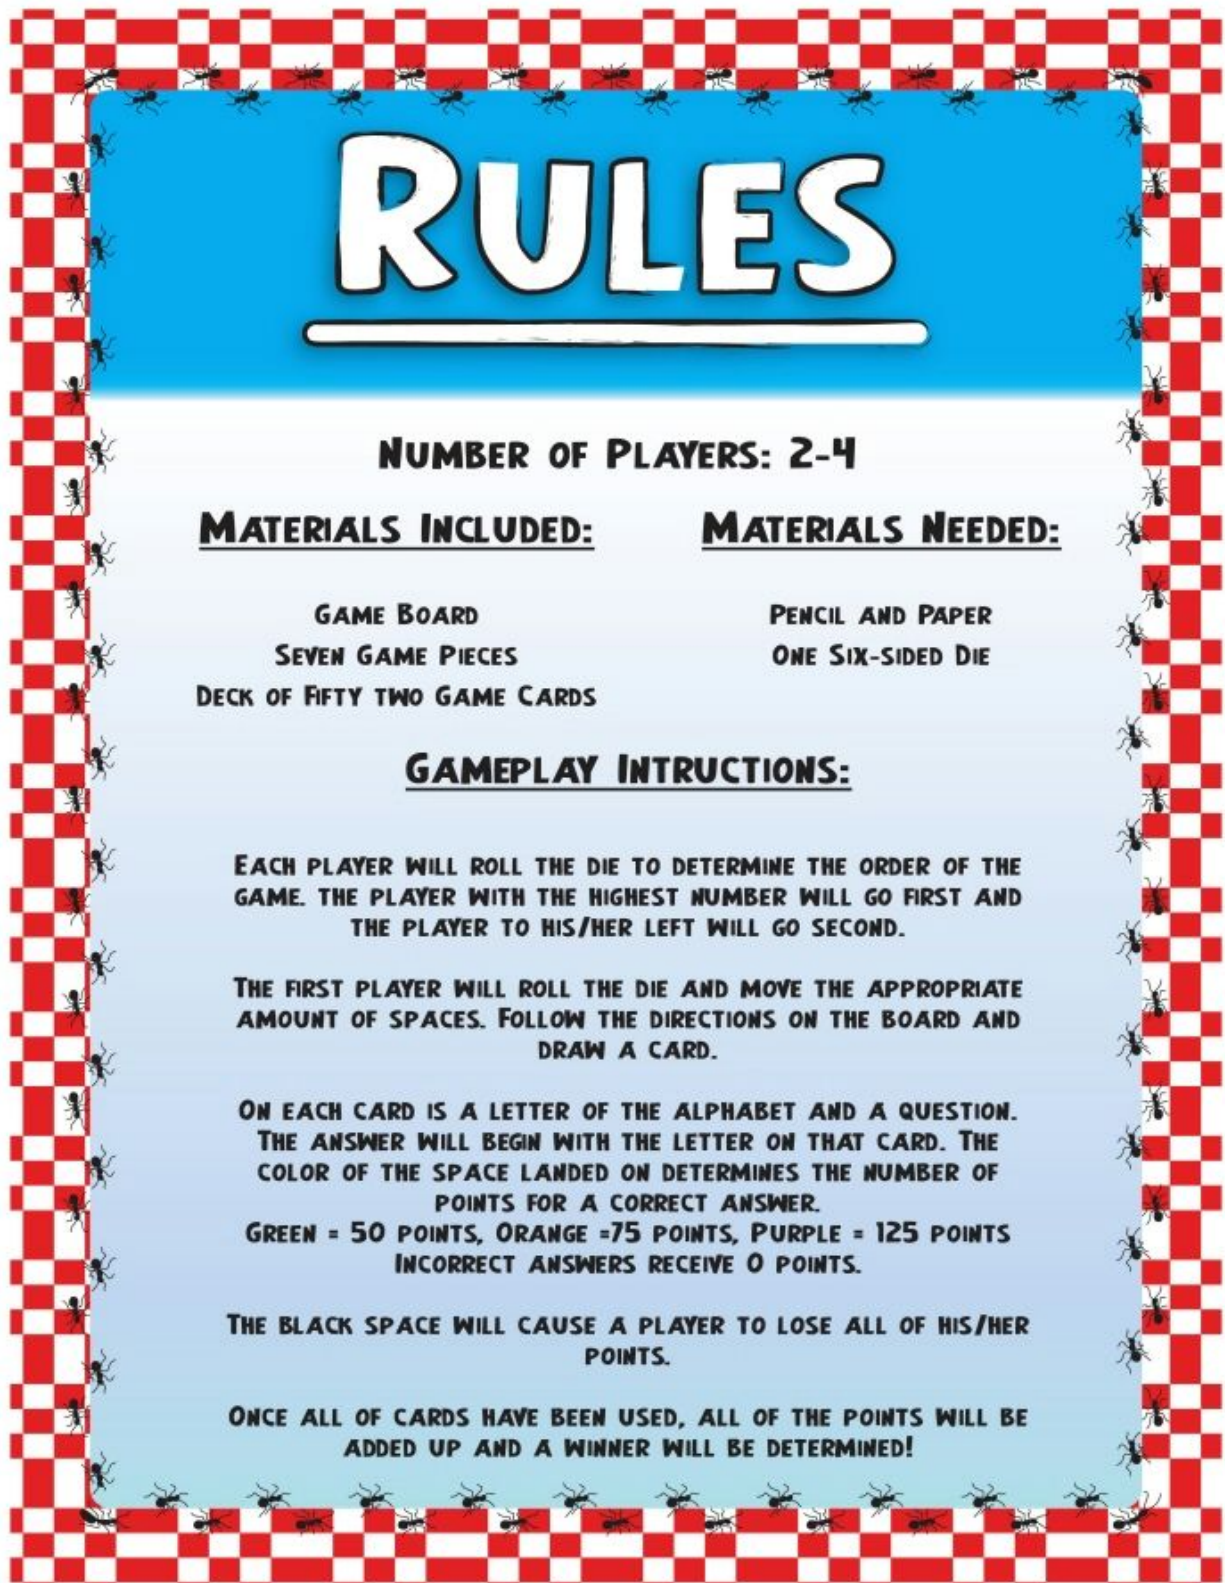 RULES
NUMBER OF PLAYERS: 2-4
MATERIALS INCLUDED:
GAME BOARD
SEVEN GAME PIECES
DECK OF FIFTY TWO GAME CARDS
MATERIALS NEEDED:
PENCIL AND PAPER
ONE SIX-SIDED DIE
GAMEPLAY INTRUCTIONS:
EACH PLAYER WILL ROLL THE DIE TO DETERMINE THE ORDER OF THE
GAME. THE PLAYER WITH THE HIGHEST NUMBER WILL GO FIRST AND
THE PLAYER TO HIS/HER LEFT WILL GO SECOND.
THE FIRST PLAYER WILL ROLL THE DIE AND MOVE THE APPROPRIATE
AMOUNT OF SPACES. FOLLOW THE DIRECTIONS ON THE BOARD AND
DRAW A CARD.
ON EACH CARD IS A LETTER OF THE ALPHABET AND A QUESTION.
THE ANSWER WILL BEGIN WITH THE LETTER ON THAT CARD. THE
COLOR OF THE SPACE LANDED ON DETERMINES THE NUMBER OF
POINTS FOR A CORRECT ANSWER.
GREEN = 50 POINTS, ORANGE =75 POINTS, PURPLE = 125 POINTS
INCORRECT ANSWERS RECEIVE 0 POINTS.
THE BLACK SPACE WILL CAUSE A PLAYER TO LOSE ALL OF HIS/HER
POINTS.
ONCE ALL OF CARDS HAVE BEEN USED, ALL OF THE POINTS WILL BE
ADDED UP AND A WINNER WILL BE DETERMINED!